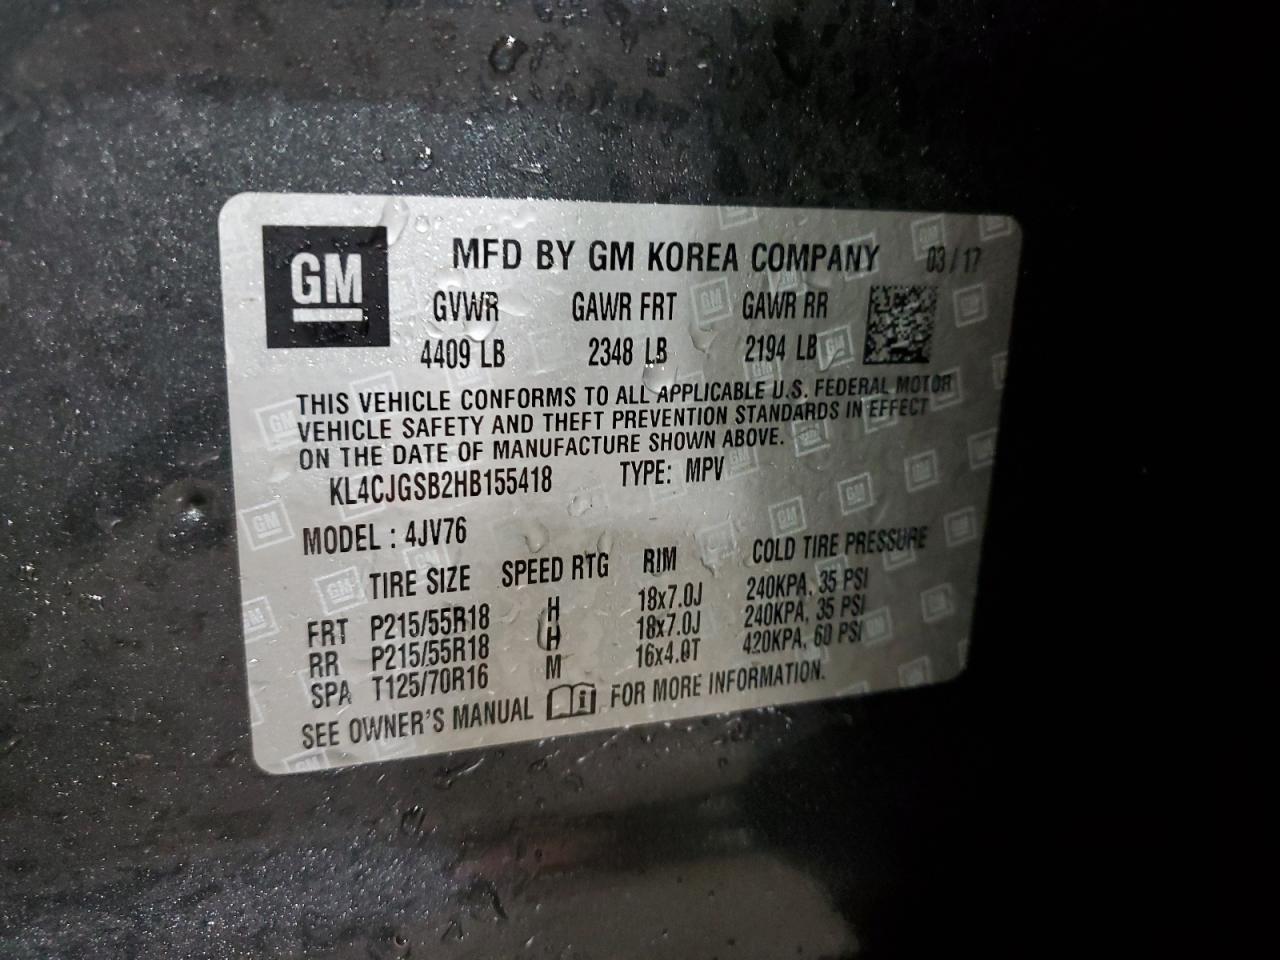 GM
MFD BY GM KOREA COMPANY 03/17
GVWR GAWR FRT GAWR RR
4409 LB 2348 LB 2194 LB
THIS VEHICLE CONFORMS TO ALL APPLICABLE U.S. FEDERAL MOTOR
VEHICLE SAFETY AND THEFT PREVENTION STANDARDS IN EFFECT
ON THE DATE OF MANUFACTURE SHOWN ABOVE.
KL4CJGSB2HB155418 TYPE: MPV
MODEL : 4JV76
TIRE SIZE SPEED RTG RIM COLD TIRE PRESSURE
FRT P215/55R18 H 18x7.0J 240KPA, 35 PSI
RR P215/55R18 H 18x7.0J 240KPA, 35 PSI
SPA T125/70R16 M 16x4.0T 420KPA, 60 PSI
SEE OWNER'S MANUAL i FOR MORE INFORMATION.